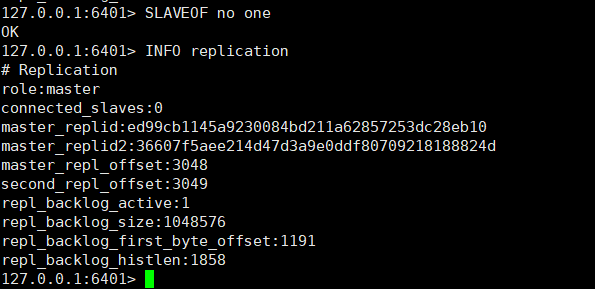 127.0.0.1:6401> SLAVEOF no one
OK
127.0.0.1:6401> INFO replication
# Replication
role:master
connected_slaves:0
master_replid:ed99cb1145a9230084bd211a62857253dc28eb10
master_replid2:36607f5aee214d47d3a9e0ddf80709218188824d
master_repl_offset:3048
second_repl_offset:3049
repl_backlog_active:1
repl_backlog_size:1048576
repl_backlog_first_byte_offset:1191
repl_backlog_histlen:1858
127.0.0.1:6401>